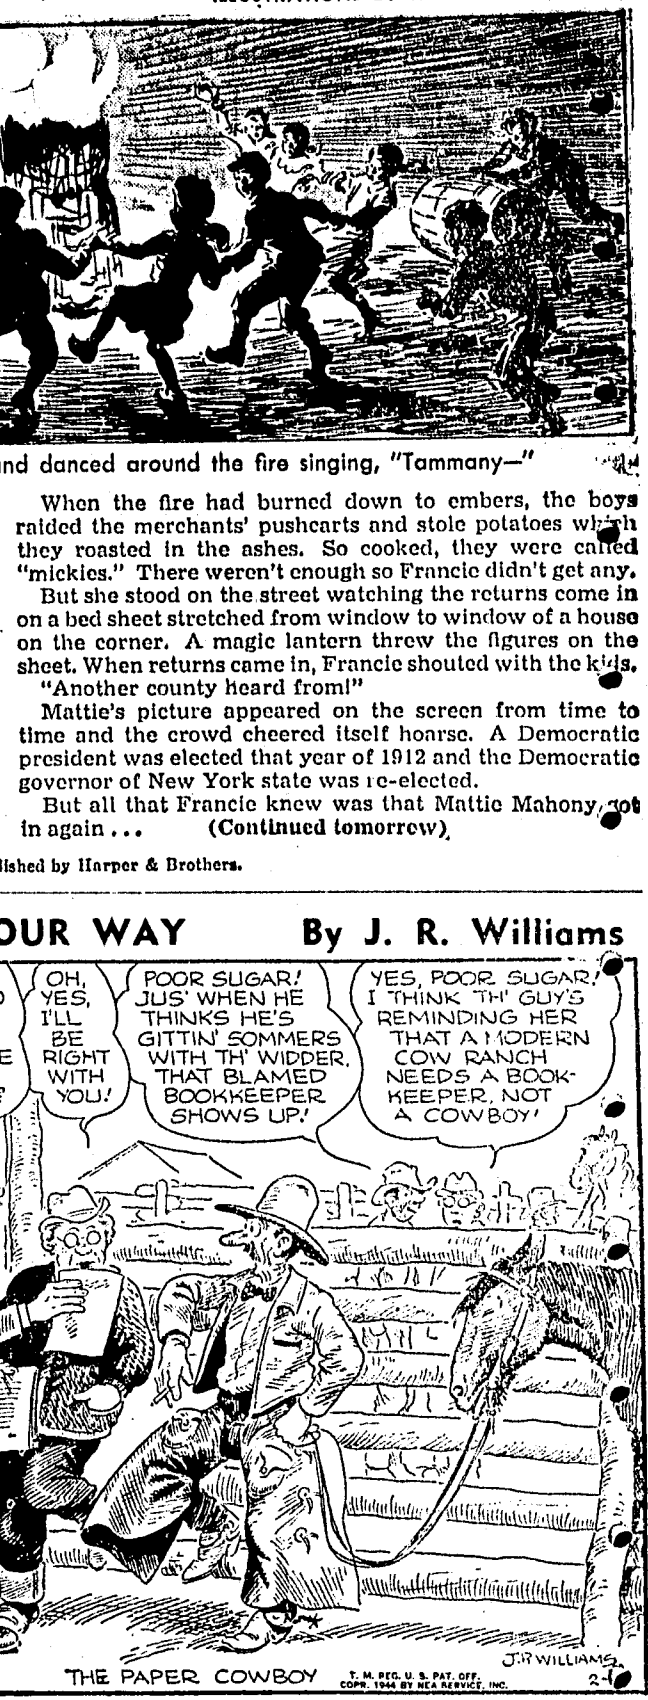 nd danced around the fire singing, "Tammany—"
When the fire had burned down to embers, the boys
raided the merchants' pushcarts and stole potatoes which
they roasted in the ashes. So cooked, they were called
"mickies." There weren't enough so Francie didn't get any.
But she stood on the street watching the returns come in
on a bed sheet stretched from window to window of a house
on the corner. A magic lantern threw the figures on the
sheet. When returns came in, Francie shouted with the kids.
"Another county heard from!"
Mattie's picture appeared on the screen from time to
time and the crowd cheered itself hoarse. A Democratic
president was elected that year of 1912 and the Democratic
governor of New York state was re-elected.
But all that Francie knew was that Mattie Mahony got
in again ... (Continued tomorrow)
lished by Harper & Brothers.
OUR WAY By J. R. Williams
OH,
YES,
I'LL
BE
RIGHT
WITH
YOU!
POOR SUGAR!
JUS' WHEN HE
THINKS HE'S
GITTIN' SOMMERS
WITH TH' WIDDER,
THAT BLAMED
BOOKKEEPER
SHOWS UP!
YES, POOR SUGAR!
I THINK TH' GUY'S
REMINDING HER
THAT A MODERN
COW RANCH
NEEDS A BOOK-
KEEPER, NOT
A COWBOY!
J.R.WILLIAMS
THE PAPER COWBOY
T. M. REG. U. S. PAT. OFF.
COPR. 1944 BY NEA SERVICE, INC.